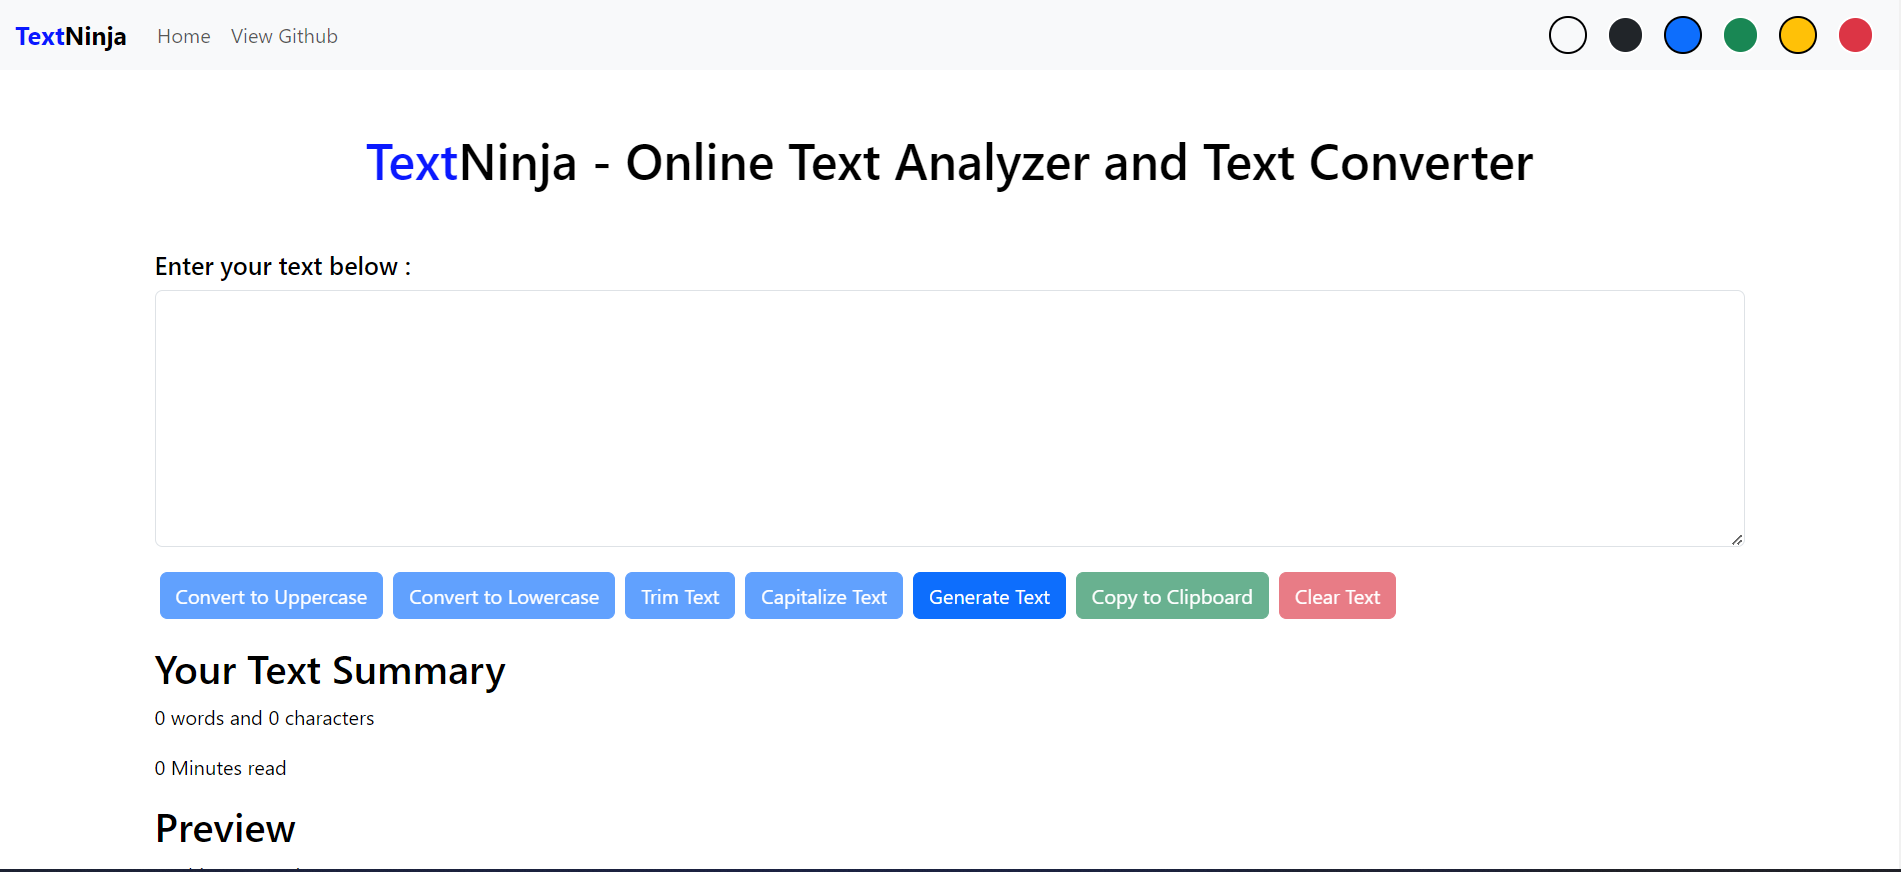 TextNinja Home View Github
TextNinja - Online Text Analyzer and Text Converter
Enter your text below :
Convert to Uppercase Convert to Lowercase Trim Text Capitalize Text Generate Text Copy to Clipboard Clear Text
Your Text Summary
0 words and 0 characters
0 Minutes read
Preview